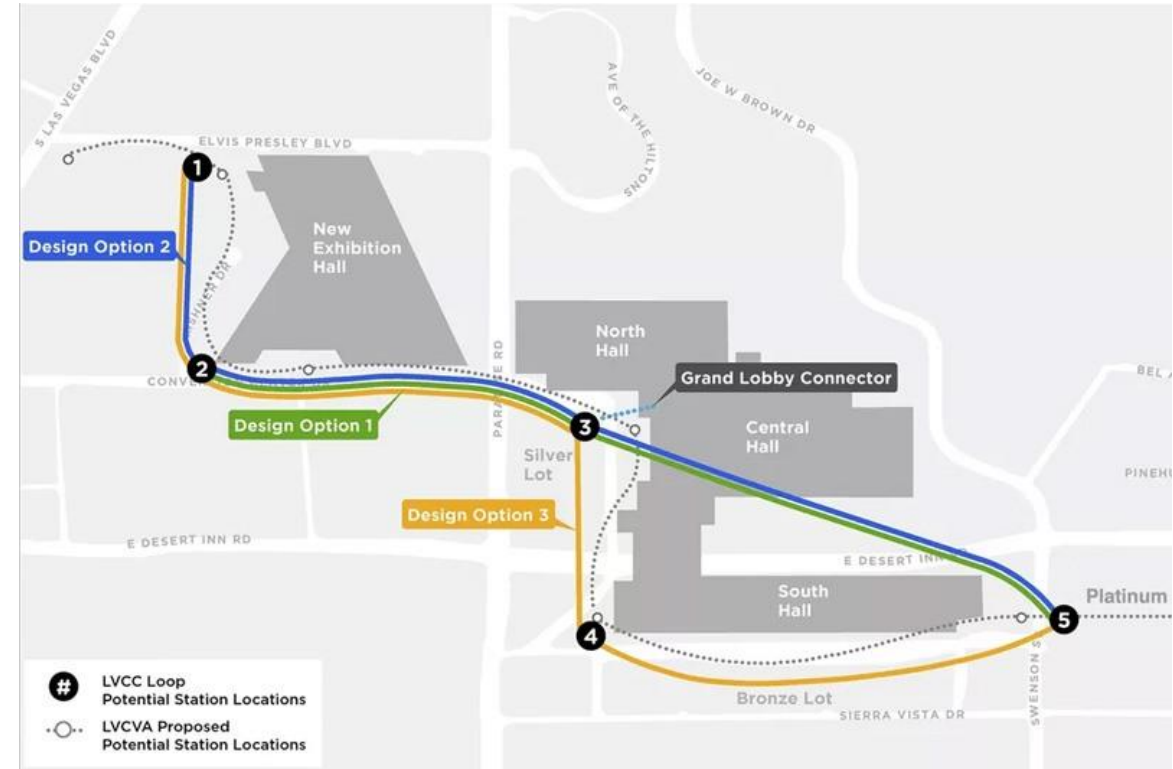 S LAS VEGAS BLVD
ELVIS PRESLEY BLVD
AVE OF THE HILTONS
JOE W BROWN DR
1
New
Exhibition
Hall
Design Option 2
North
Hall
PARADISE RD
2
Grand Lobby Connector
BEL A
Design Option 1
3
Central
Hall
Silver
Lot
PINEHU
Design Option 3
E DESERT INN RD
E DESERT INN
South
Hall
Platinum
4
5
Bronze Lot
SIERRA VISTA DR
SWENSON S
# LVCC Loop
Potential Station Locations
LVCVA Proposed
Potential Station Locations